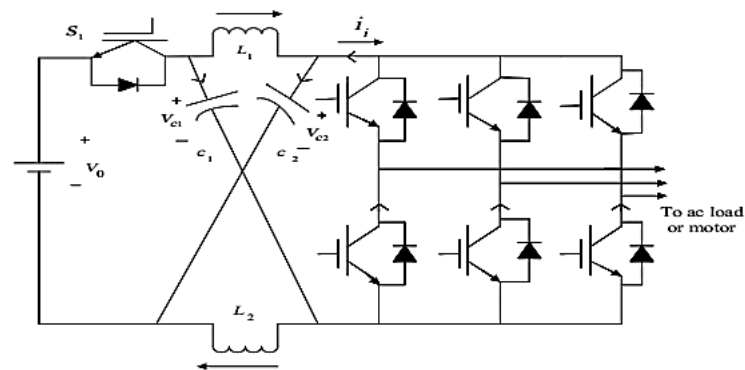 S1
L1
ii
+
Vc1
−
c1
+
Vc2
−
c2
+
V0
−
To ac load
or motor
L2